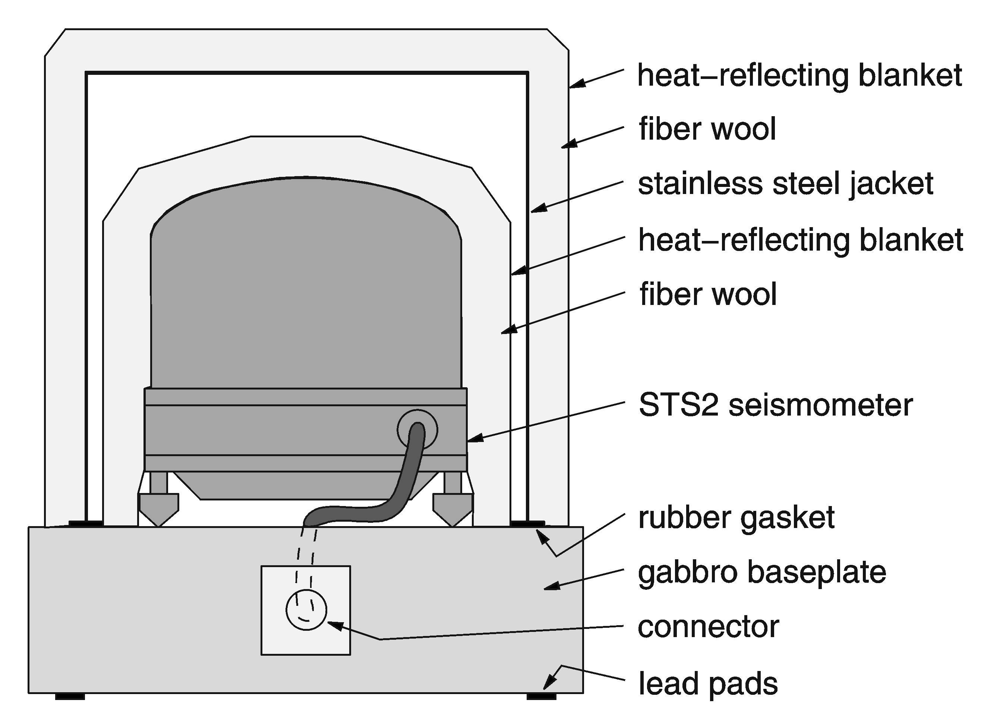 heat–reflecting blanket
fiber wool
stainless steel jacket
heat–reflecting blanket
fiber wool
STS2 seismometer
rubber gasket
gabbro baseplate
connector
lead pads